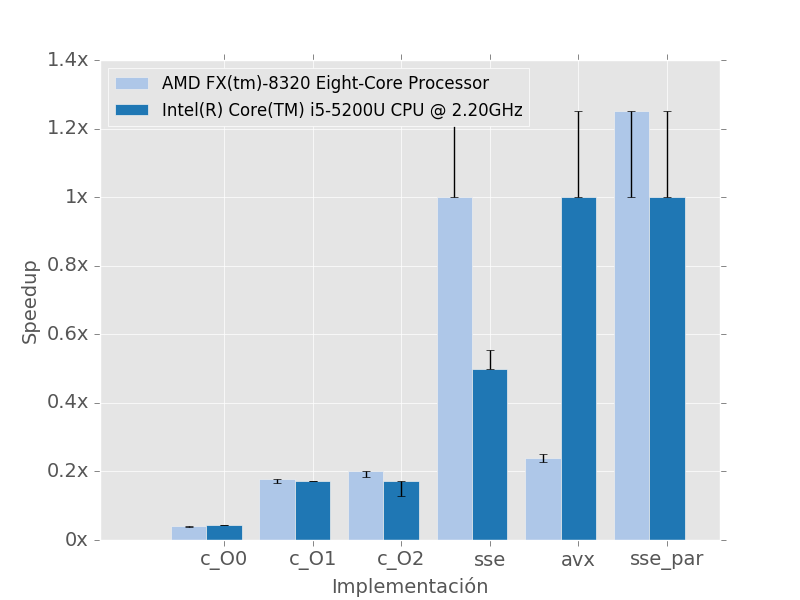 1.4x
1.2x
1x
0.8x
0.6x
0.4x
0.2x
0x
Speedup
AMD FX(tm)-8320 Eight-Core Processor
Intel(R) Core(TM) i5-5200U CPU @ 2.20GHz
c_O0 c_O1 c_O2 sse avx sse_par
Implementación